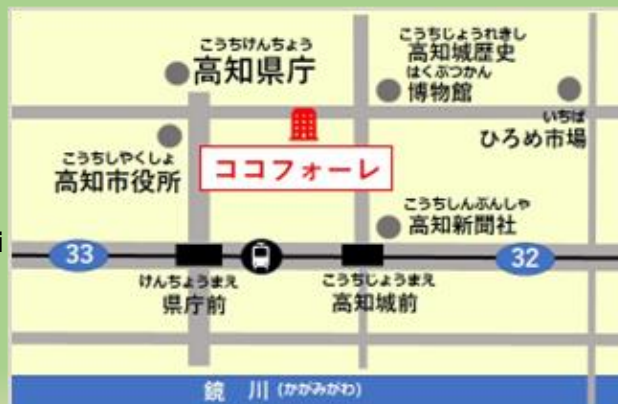 こうちけんちょう
高知県庁
こうちじょうれきし
高知城歴史
はくぶつかん
博物館
いちば
ひろめ市場
こうちしやくしょ
高知市役所
ココフォーレ
こうちしんぶんしゃ
高知新聞社
i
33
32
けんちょうまえ
県庁前
こうちじょうまえ
高知城前
鏡 川 (かがみがわ)